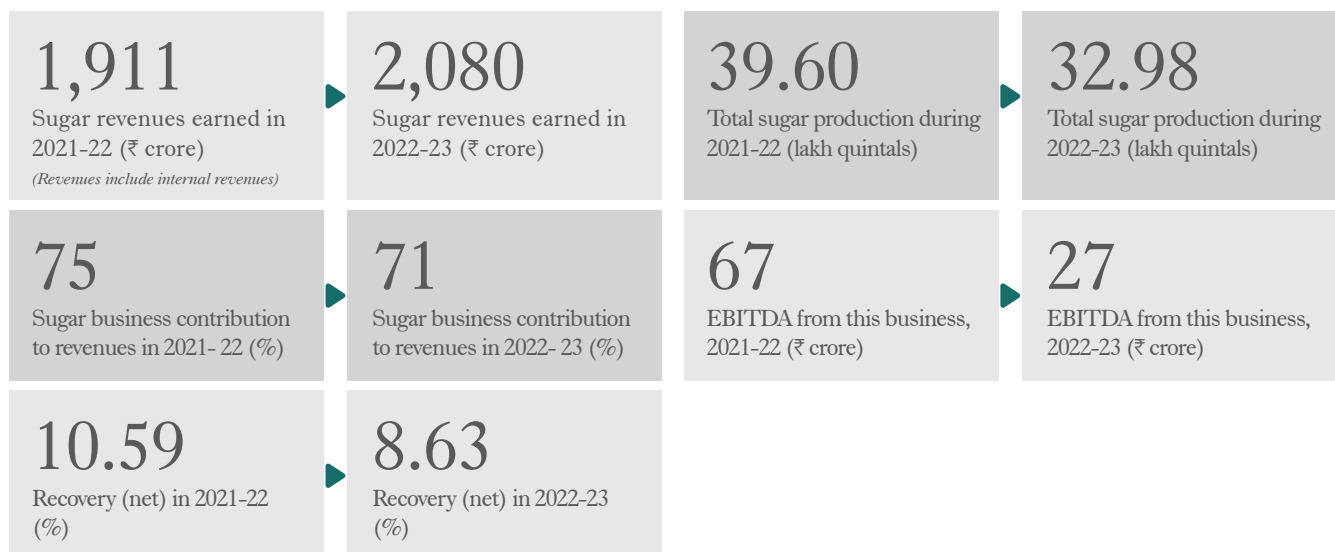 1,911
Sugar revenues earned in
2021-22 (₹ crore)
(Revenues include internal revenues)
2,080
Sugar revenues earned in
2022-23 (₹ crore)
39.60
Total sugar production during
2021-22 (lakh quintals)
32.98
Total sugar production during
2022-23 (lakh quintals)
75
Sugar business contribution
to revenues in 2021- 22 (%)
71
Sugar business contribution
to revenues in 2022- 23 (%)
67
EBITDA from this business,
2021-22 (₹ crore)
27
EBITDA from this business,
2022-23 (₹ crore)
10.59
Recovery (net) in 2021-22
(%)
8.63
Recovery (net) in 2022-23
(%)